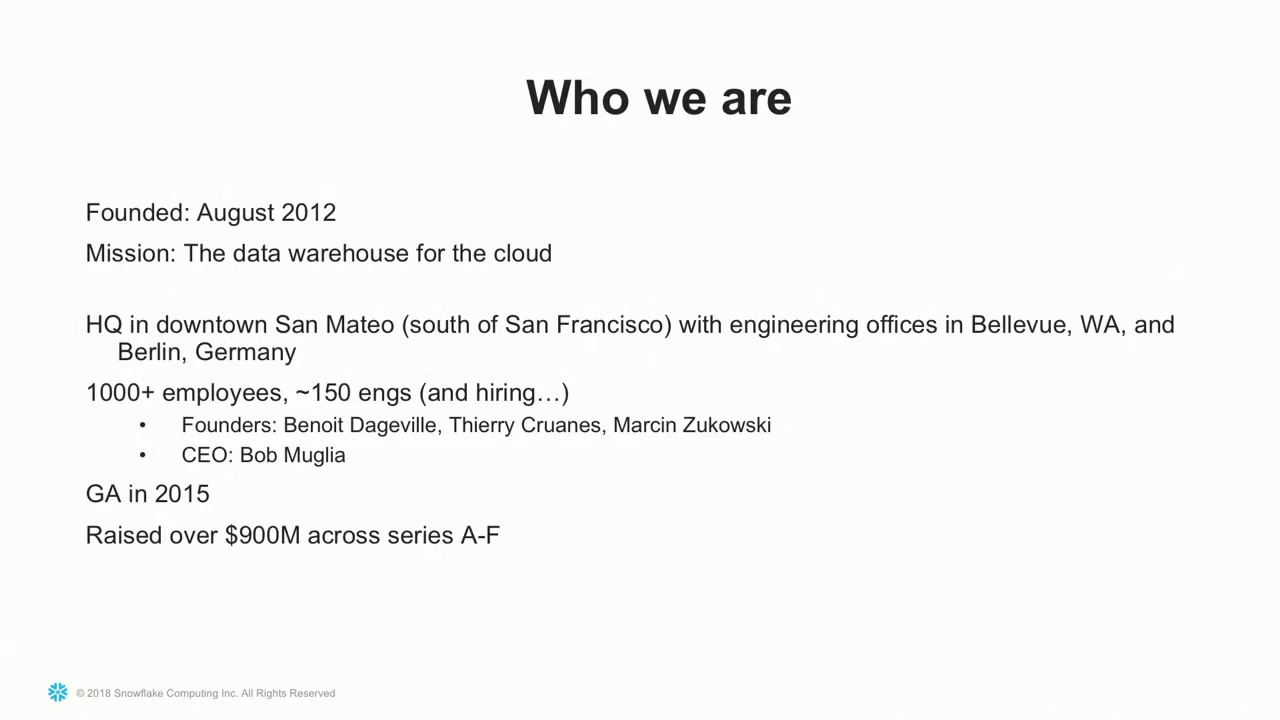 Who we are
Founded: August 2012
Mission: The data warehouse for the cloud
HQ in downtown San Mateo (south of San Francisco) with engineering offices in Bellevue, WA, and
Berlin, Germany
1000+ employees, ~150 engs (and hiring…)
• Founders: Benoit Dageville, Thierry Cruanes, Marcin Zukowski
• CEO: Bob Muglia
GA in 2015
Raised over $900M across series A-F
© 2018 Snowflake Computing Inc. All Rights Reserved